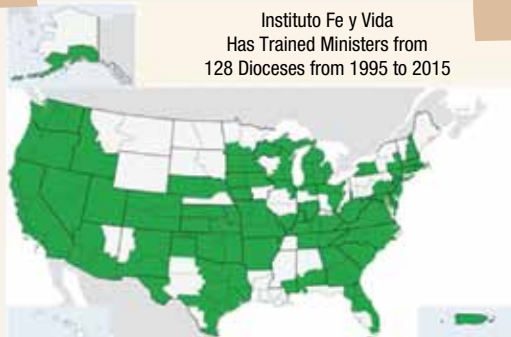 Instituto Fe y Vida
Has Trained Ministers from
128 Dioceses from 1995 to 2015